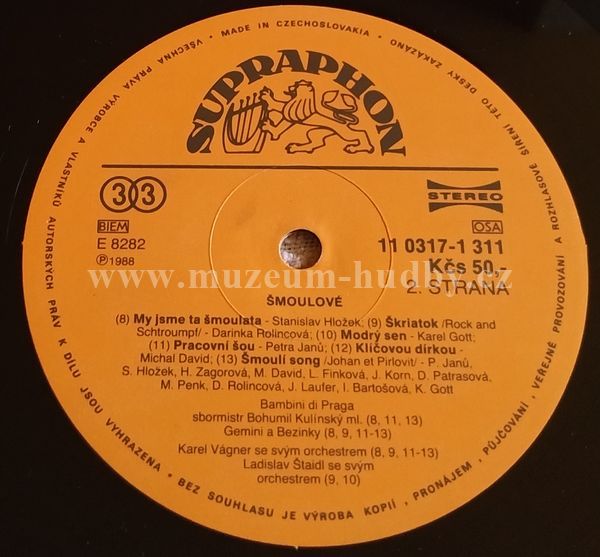 VŠECHNA PRÁVA VÝROBCE A VLASTNÍKŮ AUTORSKÝCH PRÁV K DÍLU JSOU VYHRAZENA * BEZ SOUHLASU JE VÝROBA KOPIÍ, PRONÁJEM, PŮJČOVÁNÍ, VEŘEJNÉ PROVOZOVÁNÍ A ROZHLASOVÉ ŠÍŘENÍ TÉTO DESKY ZAKÁZÁNO
• MADE IN CZECHOSLOVAKIA •
SUPRAPHON
33
STEREO
BIEM
OSA
E 8282
11 0317-1 311
Ⓟ1988
Kčs 50,-
2. STRANA
www.muzeum-hudby.cz
ŠMOULOVÉ
(8) My jsme ta šmoulata - Stanislav Hložek; (9) Škriatok /Rock and
Schtroumpf/ - Darinka Rolincová; (10) Modrý sen - Karel Gott;
(11) Pracovní šou - Petra Janů; (12) Klíčovou dírkou -
Michal David; (13) Šmoulí song /Johan et Pirlovit/ - P. Janů,
S. Hložek, H. Zagorová, M. David, L. Finková, J. Korn, D. Patrasová,
M. Penk, D. Rolincová, J. Laufer, I. Bartošová, K. Gott
Bambini di Praga
sbormistr Bohumil Kulínský ml. (8, 11, 13)
Gemini a Bezinky (8, 9, 11-13)
Karel Vágner se svým orchestrem (8, 9, 11-13)
Ladislav Štaidl se svým
orchestrem (9, 10)